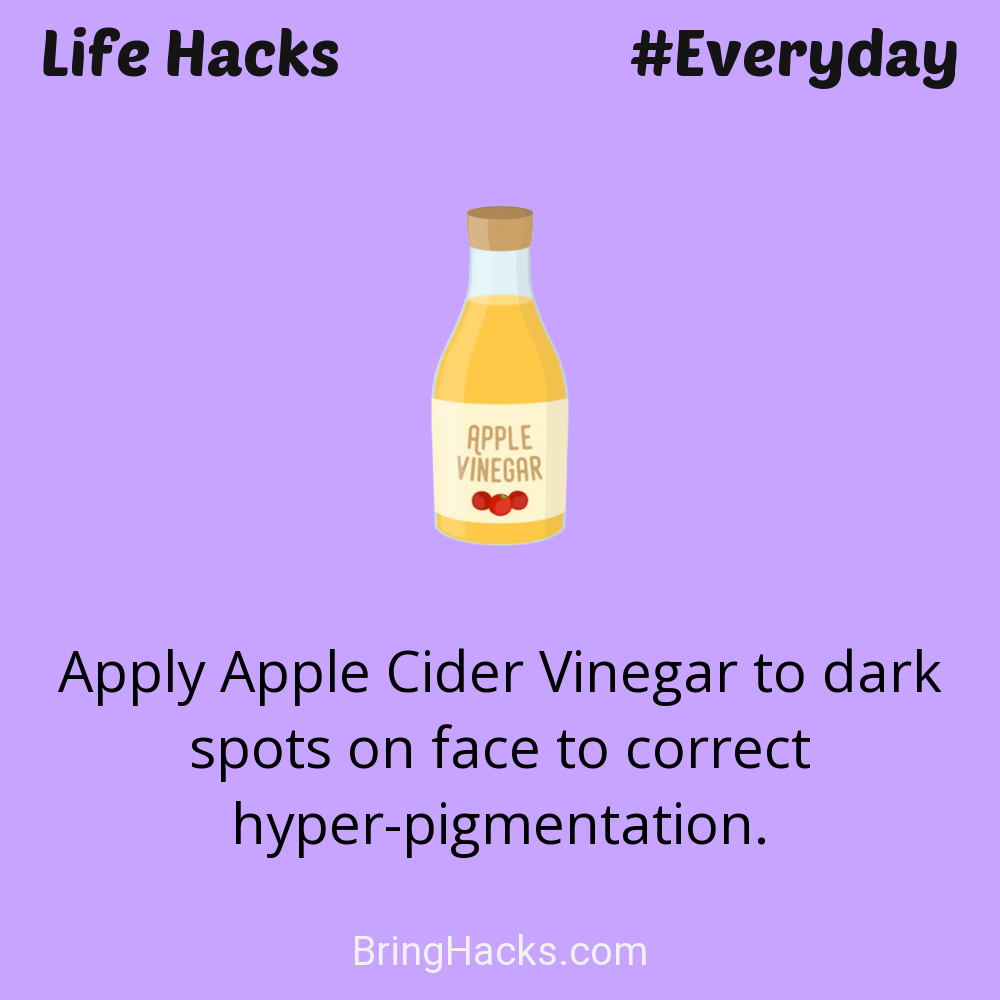 Life Hacks
#Everyday
APPLE
VINEGAR
Apply Apple Cider Vinegar to dark
spots on face to correct
hyper-pigmentation.
BringHacks.com